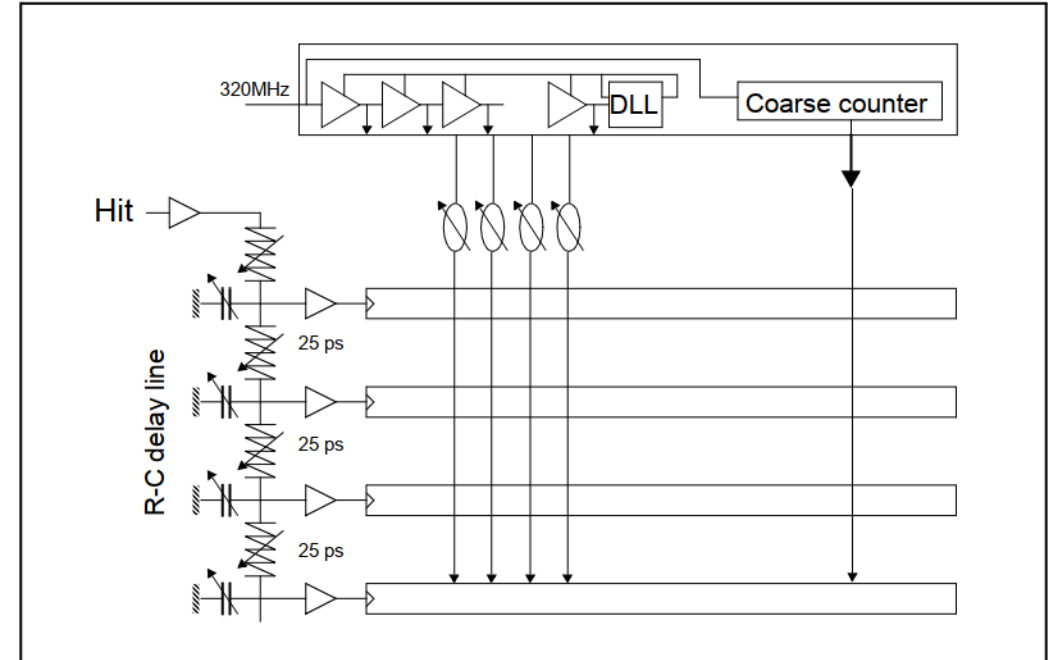 320MHz
DLL
Coarse counter
Hit
R-C delay line
25 ps
25 ps
25 ps